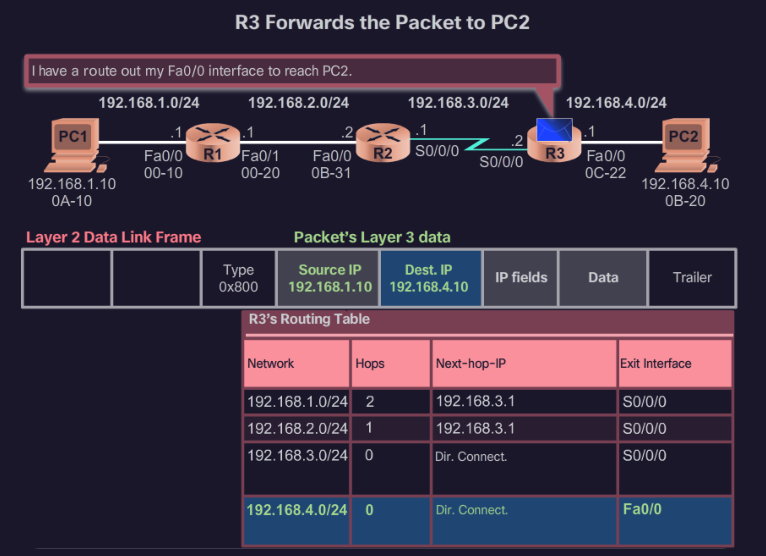 R3 Forwards the Packet to PC2
I have a route out my Fa0/0 interface to reach PC2.
192.168.1.0/24 192.168.2.0/24 192.168.3.0/24 192.168.4.0/24
PC1 .1 R1 .1 .2 R2 .1 .2 R3 .1 PC2
Fa0/0 Fa0/1 Fa0/0 S0/0/0 S0/0/0 Fa0/0
00-10 00-20 0B-31 0C-22
192.168.1.10 192.168.4.10
0A-10 0B-20
Layer 2 Data Link Frame Packet's Layer 3 data
Type Source IP Dest. IP IP fields Data Trailer
0x800 192.168.1.10 192.168.4.10
R3's Routing Table
Network Hops Next-hop-IP Exit Interface
192.168.1.0/24 2 192.168.3.1 S0/0/0
192.168.2.0/24 1 192.168.3.1 S0/0/0
192.168.3.0/24 0 Dir. Connect. S0/0/0
192.168.4.0/24 0 Dir. Connect. Fa0/0